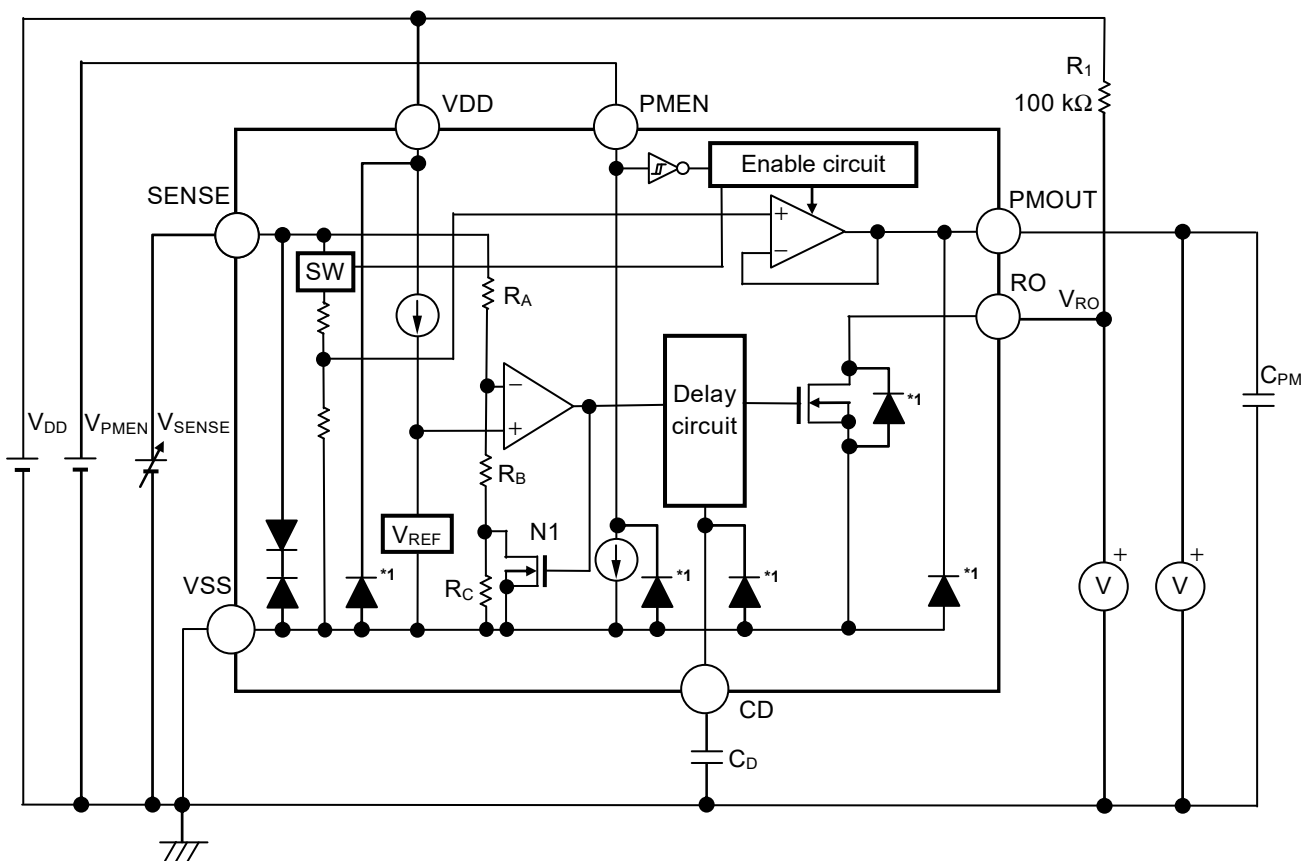 R1
100 kΩ
VDD
PMEN
Enable circuit
SENSE
PMOUT
+
−
SW
RO
VRO
RA
Delay
circuit
*1
CPM
−
+
VDD
VPMEN
VSENSE
RB
VREF
N1
RC
*1
*1
*1
*1
VSS
+
V
+
V
CD
CD